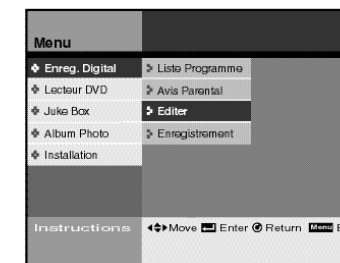 Menu
Enreg. Digital
Liste Programme
Lecteur DVD
Avis Parental
Juke Box
Editer
Album Photo
Enregistrement
Installation
Instructions Move Enter Return Menu E